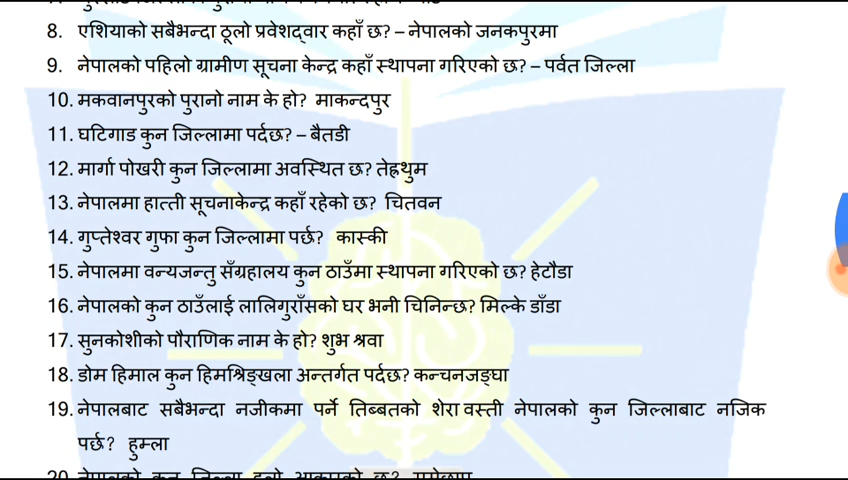 8. एशियाको सबैभन्दा ठूलो प्रवेशद्वार कहाँ छ? – नेपालको जनकपुरमा
9. नेपालको पहिलो ग्रामीण सूचना केन्द्र कहाँ स्थापना गरिएको छ? – पर्वत जिल्ला
10. मकवानपुरको पुरानो नाम के हो? माकन्दपुर
11. घटिगाड कुन जिल्लामा पर्दछ? – बैतडी
12. मार्गा पोखरी कुन जिल्लामा अवस्थित छ? तेह्रथुम
13. नेपालमा हात्ती सूचनाकेन्द्र कहाँ रहेको छ? चितवन
14. गुप्तेश्वर गुफा कुन जिल्लामा पर्छ? कास्की
15. नेपालमा वन्यजन्तु सँग्रहालय कुन ठाउँमा स्थापना गरिएको छ? हेटौडा
16. नेपालको कुन ठाउँलाई लालिगुराँसको घर भनी चिनिन्छ? मिल्के डाँडा
17. सुनकोशीको पौराणिक नाम के हो? शुभ श्रवा
18. डोम हिमाल कुन हिमश्रिङ्खला अन्तर्गत पर्दछ? कन्चनजङ्घा
19. नेपालबाट सबैभन्दा नजीकमा पर्ने तिब्बतको शेरा वस्ती नेपालको कुन जिल्लाबाट नजिक
पर्छ? हुम्ला
20. नेपालको कुन जिल्ला